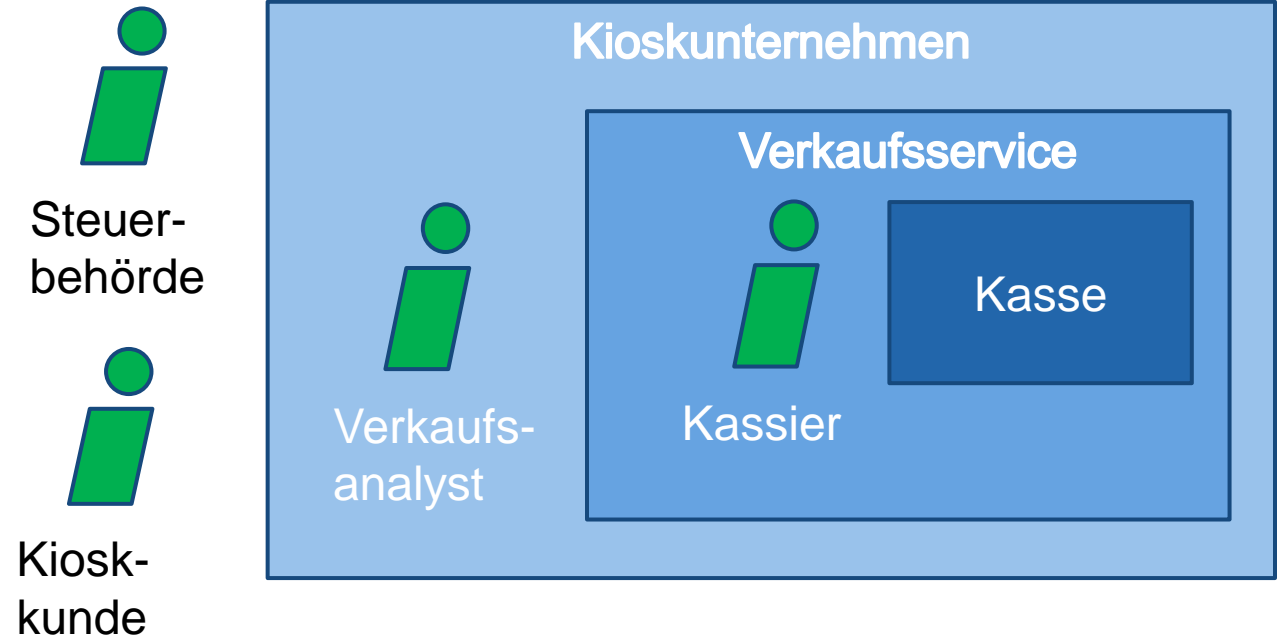 Kioskunternehmen
Verkaufsservice
Steuer-
behörde
Kasse
Verkaufs-
analyst
Kassier
Kiosk-
kunde